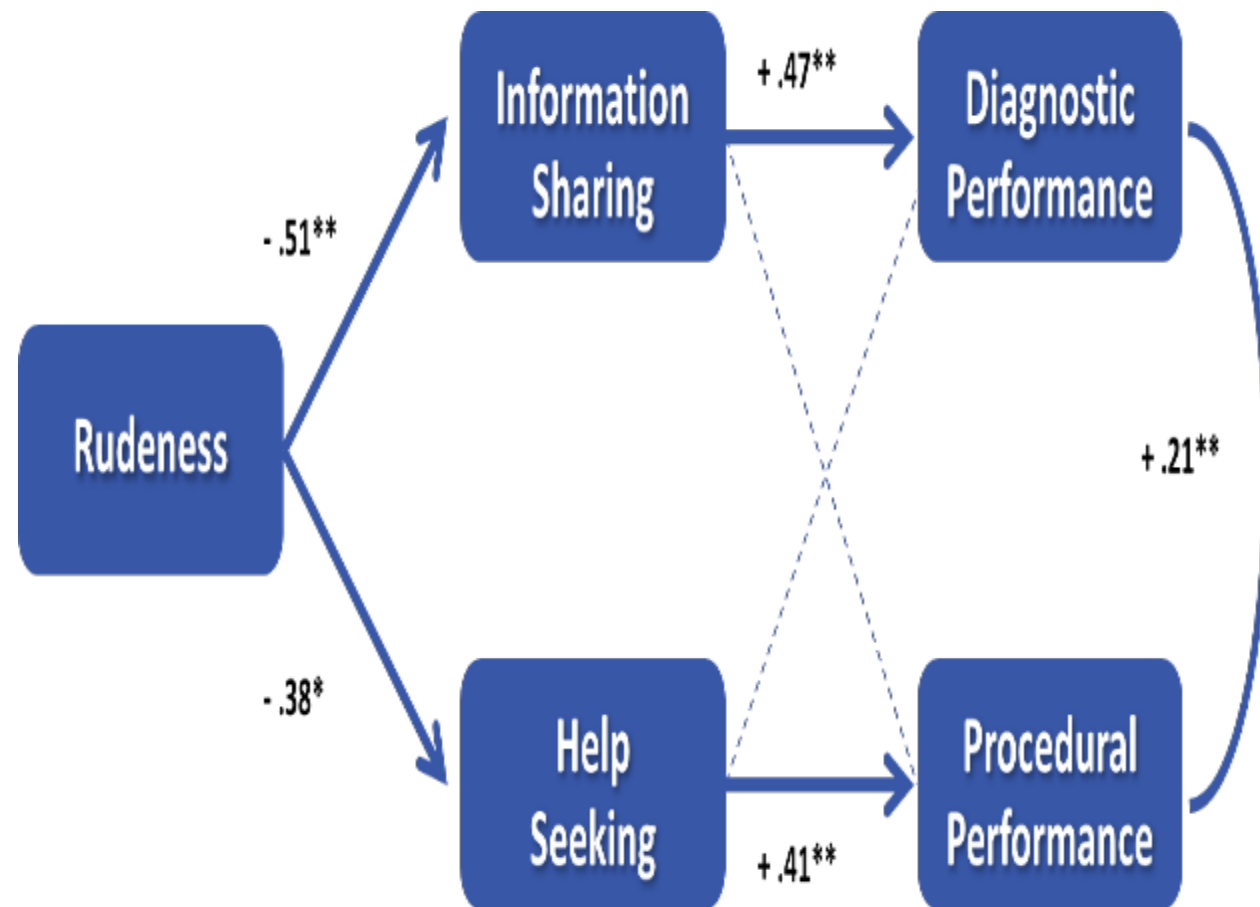 Information
Sharing
+ .47**
Diagnostic
Performance
- .51**
Rudeness
+ .21**
- .38*
Help
Seeking
+ .41**
Procedural
Performance